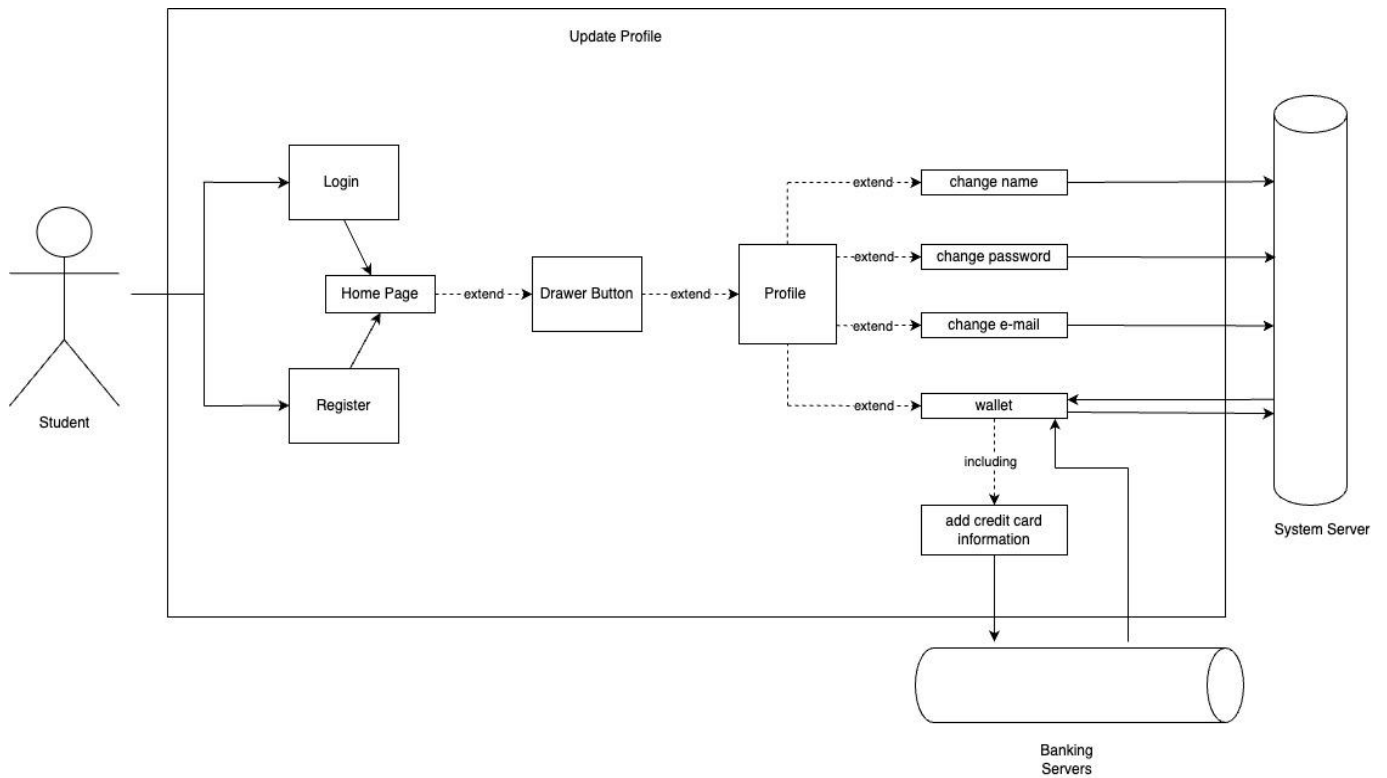 Update Profile
Login
extend
change name
extend
change password
Home Page
extend
Drawer Button
extend
Profile
extend
change e-mail
Register
extend
wallet
Student
including
add credit card
information
System Server
Banking
Servers